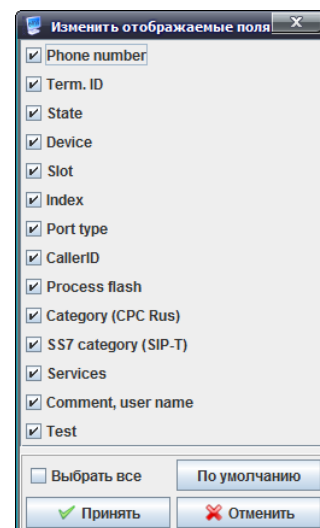 Изменить отображаемые поля
Phone number
Term. ID
State
Device
Slot
Index
Port type
CallerID
Process flash
Category (CPC Rus)
SS7 category (SIP-T)
Services
Comment, user name
Test
Выбрать все По умолчанию
Принять Отменить